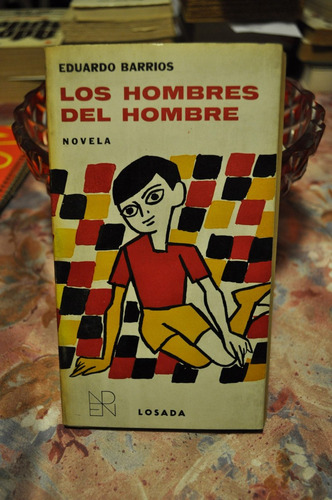 EDUARDO BARRIOS
LOS HOMBRES
DEL HOMBRE
NOVELA
LOSADA